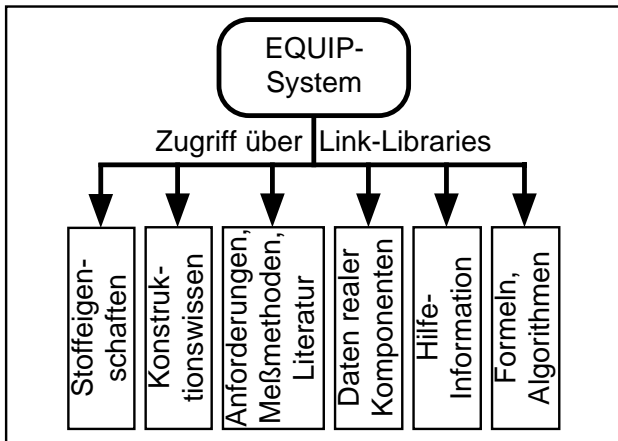 EQUIP-
System
Zugriff über Link-Libraries
Stoffeigen-
schaften
Konstruk-
tionswissen
Anforderungen,
Meßmethoden,
Literatur
Daten realer
Komponenten
Hilfe-
Information
Formeln,
Algorithmen